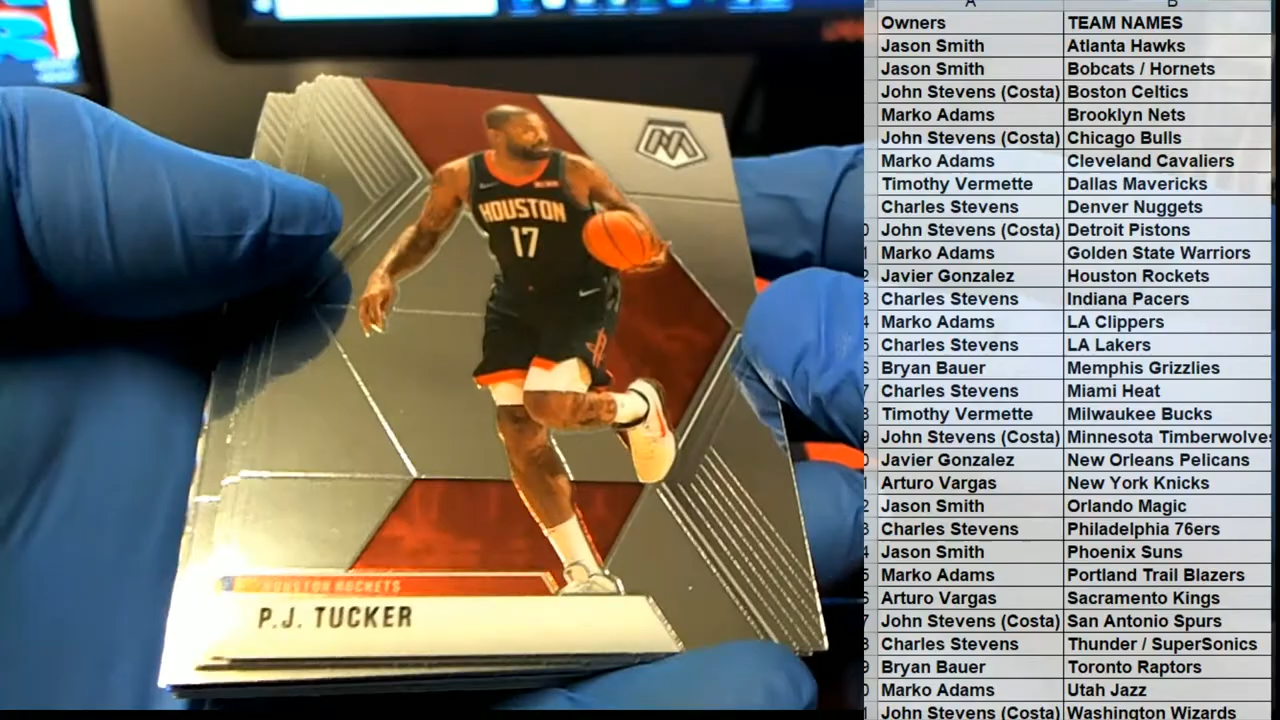 HOUSTON
17
HOUSTON ROCKETS
P.J. TUCKER
A B
Owners TEAM NAMES
Jason Smith Atlanta Hawks
Jason Smith Bobcats / Hornets
John Stevens (Costa) Boston Celtics
Marko Adams Brooklyn Nets
John Stevens (Costa) Chicago Bulls
Marko Adams Cleveland Cavaliers
Timothy Vermette Dallas Mavericks
Charles Stevens Denver Nuggets
John Stevens (Costa) Detroit Pistons
Marko Adams Golden State Warriors
Javier Gonzalez Houston Rockets
Charles Stevens Indiana Pacers
Marko Adams LA Clippers
Charles Stevens LA Lakers
Bryan Bauer Memphis Grizzlies
Charles Stevens Miami Heat
Timothy Vermette Milwaukee Bucks
John Stevens (Costa) Minnesota Timberwolves
Javier Gonzalez New Orleans Pelicans
Arturo Vargas New York Knicks
Jason Smith Orlando Magic
Charles Stevens Philadelphia 76ers
Jason Smith Phoenix Suns
Marko Adams Portland Trail Blazers
Arturo Vargas Sacramento Kings
John Stevens (Costa) San Antonio Spurs
Charles Stevens Thunder / SuperSonics
Bryan Bauer Toronto Raptors
Marko Adams Utah Jazz
John Stevens (Costa) Washington Wizards